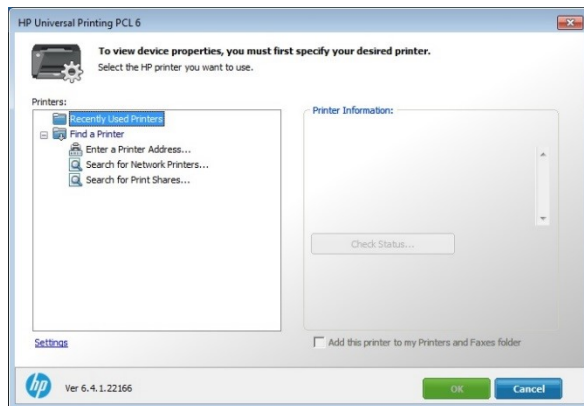 HP Universal Printing PCL 6
To view device properties, you must first specify your desired printer.
Select the HP printer you want to use.
Printers:
Recently Used Printers
Find a Printer
Enter a Printer Address...
Search for Network Printers...
Search for Print Shares...
Printer Information:
Check Status...
Settings
Add this printer to my Printers and Faxes folder
hp
Ver 6.4.1.22166
OK
Cancel